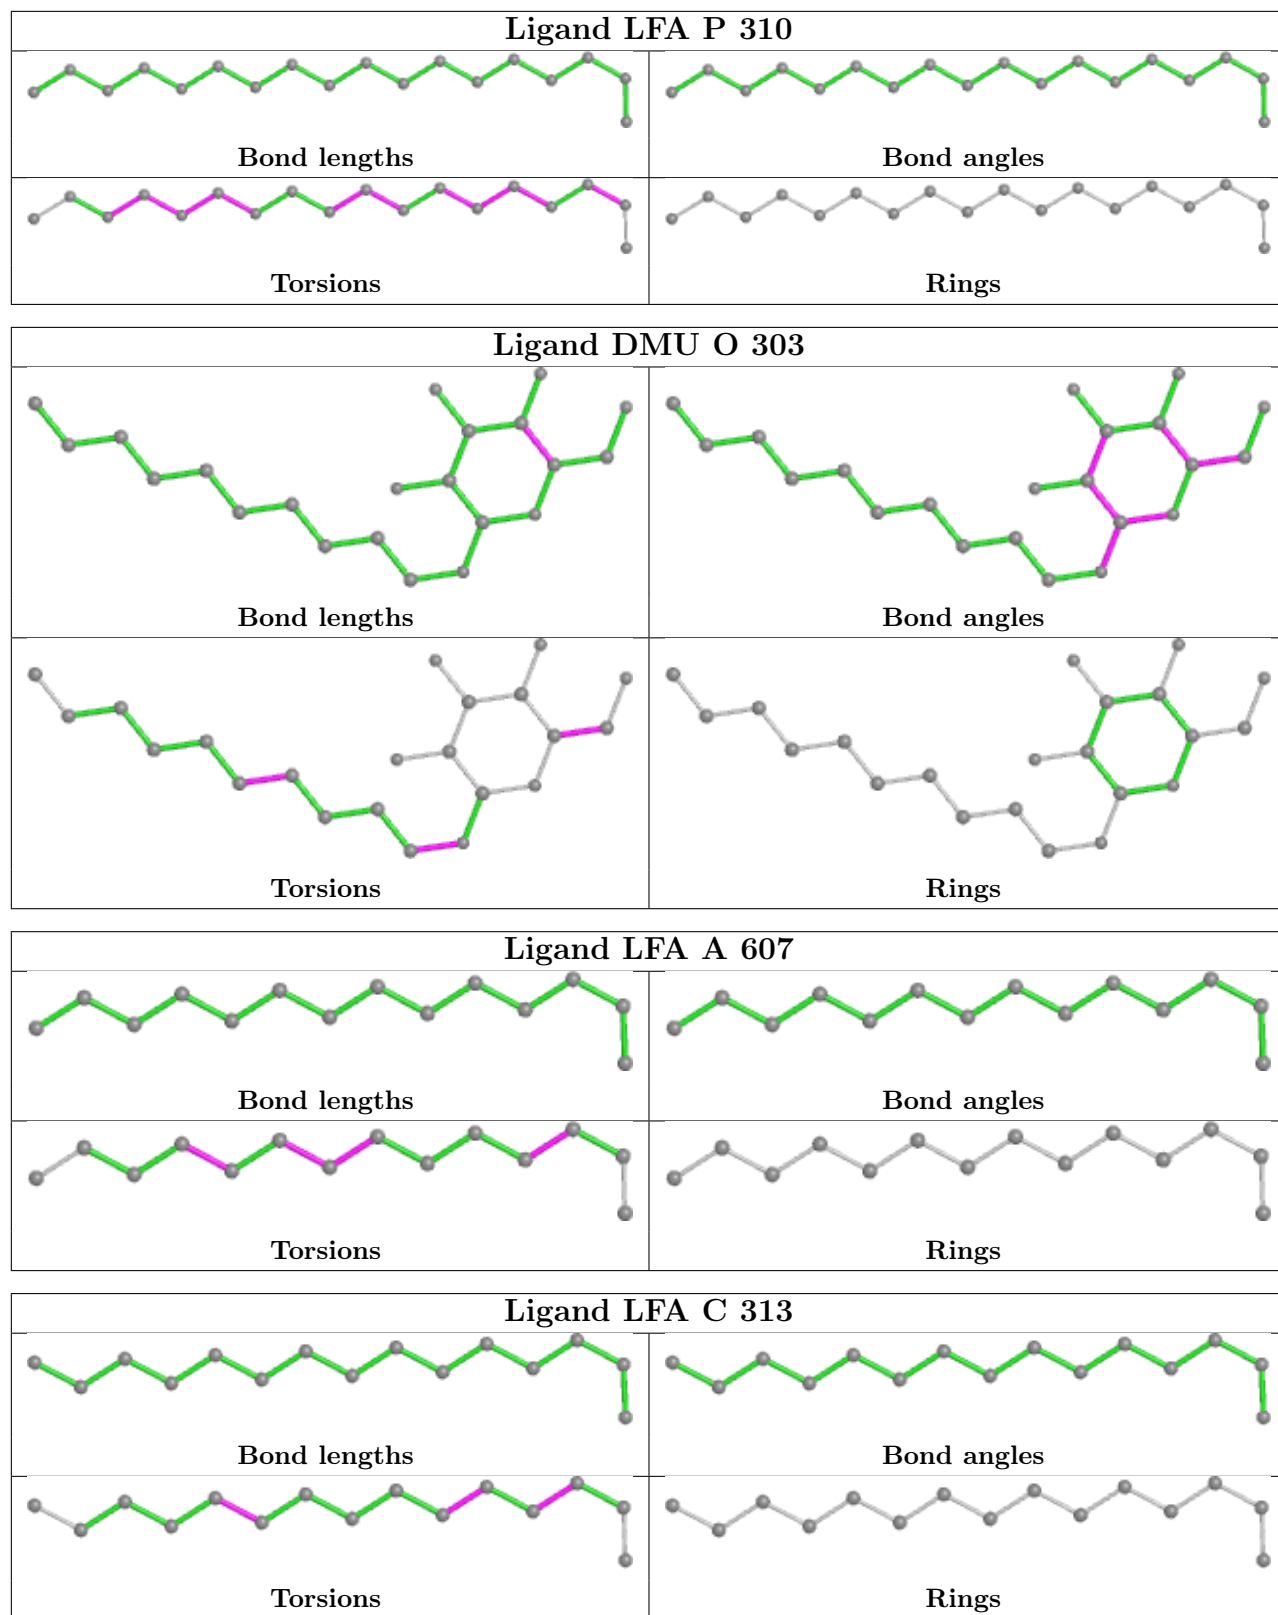 Ligand LFA P 310
Bond lengths
Bond angles
Torsions
Rings
Ligand DMU O 303
Bond lengths
Bond angles
Torsions
Rings
Ligand LFA A 607
Bond lengths
Bond angles
Torsions
Rings
Ligand LFA C 313
Bond lengths
Bond angles
Torsions
Rings